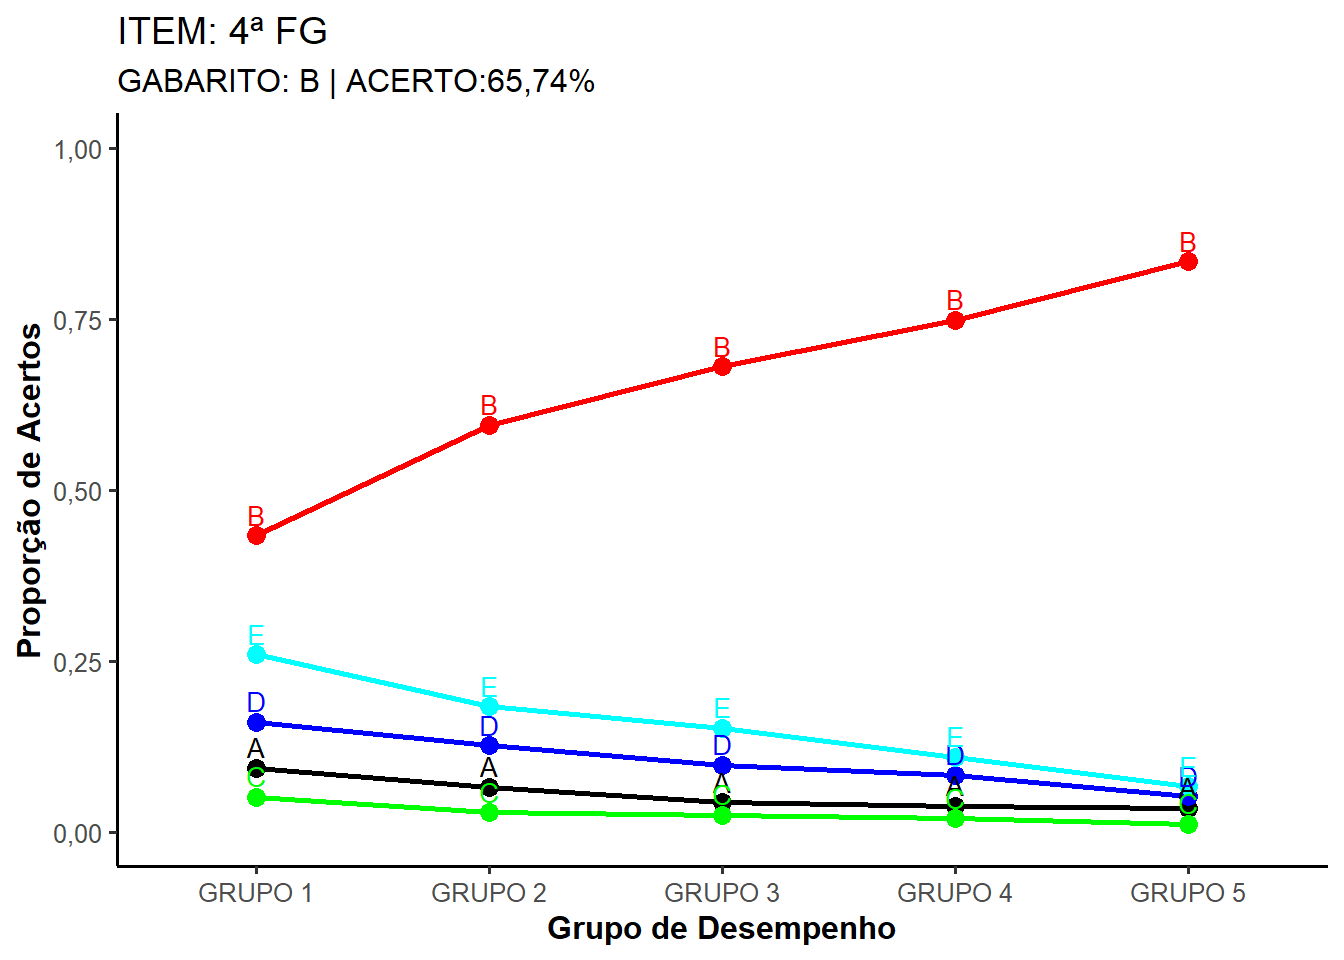 ITEM: 4ª FG
GABARITO: B | ACERTO:65,74%
Proporção de Acertos
1,00
0,75
0,50
0,25
0,00
B
B
B
B
B
E
E
E
E
E
D
D
D
D
D
A
A
A
A
A
C
C
C
C
C
GRUPO 1 GRUPO 2 GRUPO 3 GRUPO 4 GRUPO 5
Grupo de Desempenho